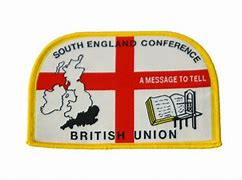 SOUTH ENGLAND CONFERENCE
A MESSAGE TO TELL
BRITISH UNION